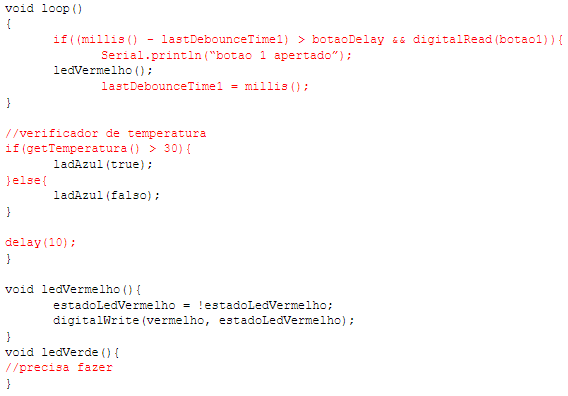 void loop()
{
if((millis() - lastDebounceTime1) > botaoDelay && digitalRead(botao1)){
Serial.println(“botao 1 apertado”);
ledVermelho();
lastDebounceTime1 = millis();
}
//verificador de temperatura
if(getTemperatura() > 30){
ladAzul(true);
}else{
ladAzul(falso);
}
delay(10);
}
void ledVermelho(){
estadoLedVermelho = !estadoLedVermelho;
digitalWrite(vermelho, estadoLedVermelho);
}
void ledVerde(){
//precisa fazer
}